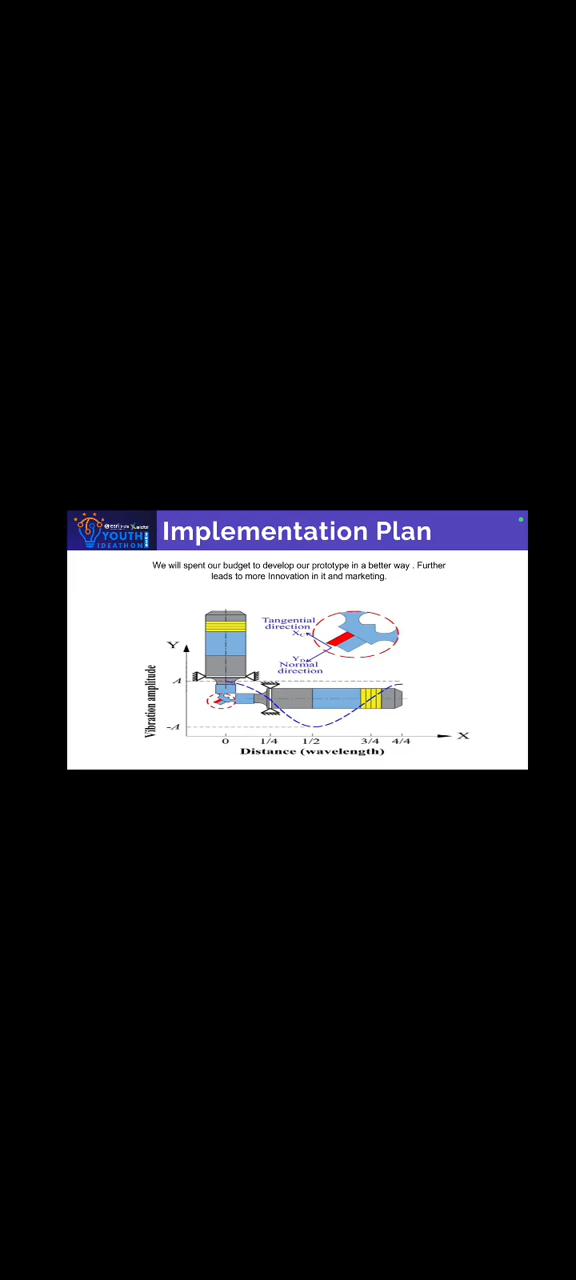 YOUTH
IDEATHON
Implementation Plan
We will spent our budget to develop our prototype in a better way . Further
leads to more Innovation in it and marketing.
Tangential
direction
Normal
direction
Y
A
-A
Vibration amplitude
0 1/4 1/2 3/4 4/4
X
Distance (wavelength)